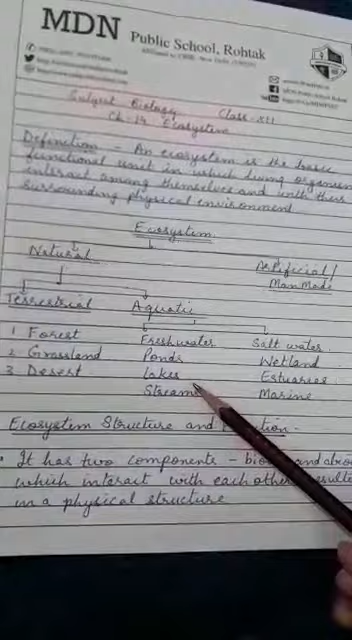 MDN Public School, Rohtak
Subject Biology Class-XII
Ch-14 Ecosystem
Definition - An ecosystem is the basic
functional unit in which living organism
interact among themselves and with their
surrounding physical environment
Ecosystem
Natural
Artificial/
Man Made
Terrestrial Aquatic
1 Forest Freshwater Salt water
2 Grassland Ponds Wetland
3 Desert Lakes Estuaries
Streams Marine
Ecosystem Structure and
• It has two components -
which interact with each other
in a physical structure